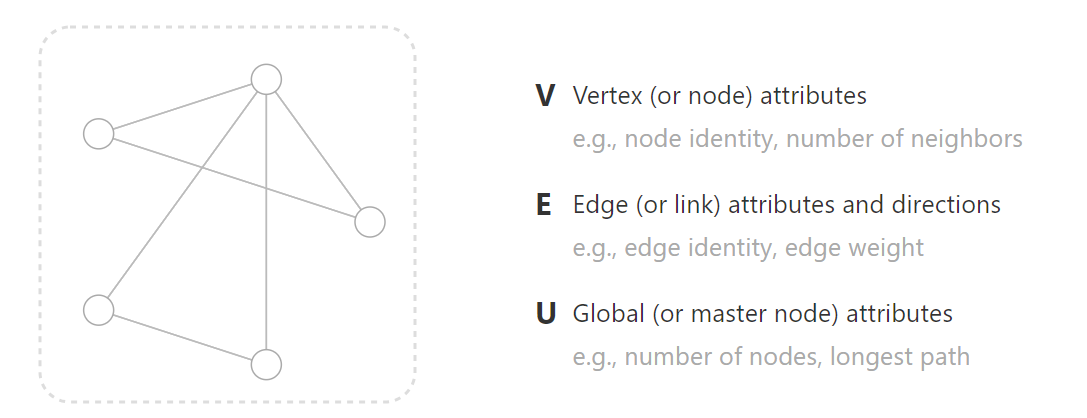 V Vertex (or node) attributes
e.g., node identity, number of neighbors
E Edge (or link) attributes and directions
e.g., edge identity, edge weight
U Global (or master node) attributes
e.g., number of nodes, longest path